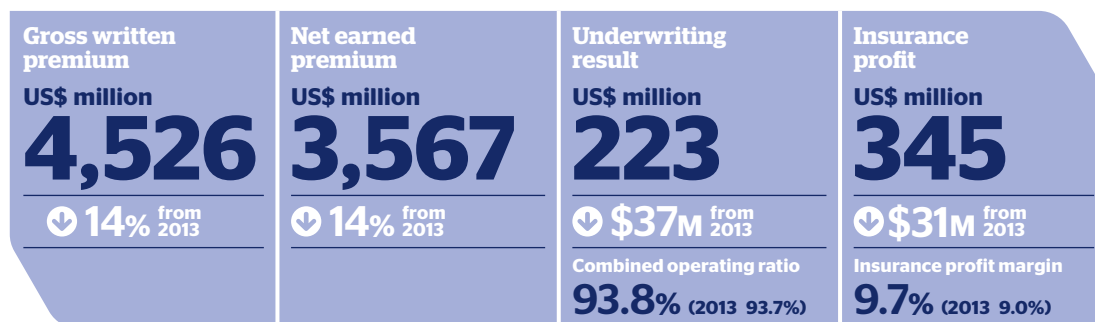 Gross written
premium
US$ million
4,526
14% from
2013
Net earned
premium
US$ million
3,567
14% from
2013
Underwriting
result
US$ million
223
$37M from
2013
Combined operating ratio
93.8% (2013 93.7%)
Insurance
profit
US$ million
345
$31M from
2013
Insurance profit margin
9.7% (2013 9.0%)